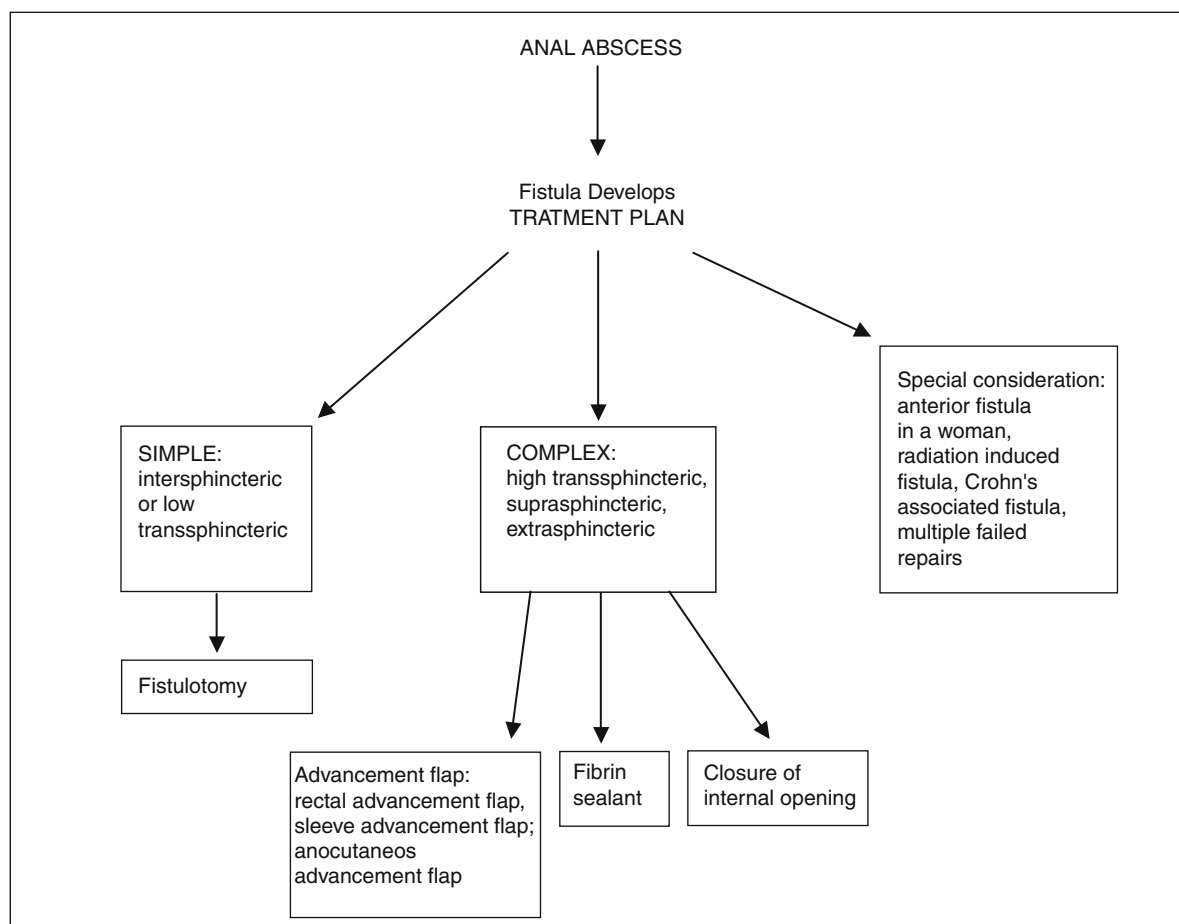 ANAL ABSCESS
Fistula Develops
TRATMENT PLAN
SIMPLE:
intersphincteric
or low
transsphincteric
COMPLEX:
high transsphincteric,
suprasphincteric,
extrasphincteric
Special consideration:
anterior fistula
in a woman,
radiation induced
fistula, Crohn's
associated fistula,
multiple failed
repairs
Fistulotomy
Advancement flap:
rectal advancement flap,
sleeve advancement flap;
anocutaneos
advancement flap
Fibrin
sealant
Closure of
internal opening